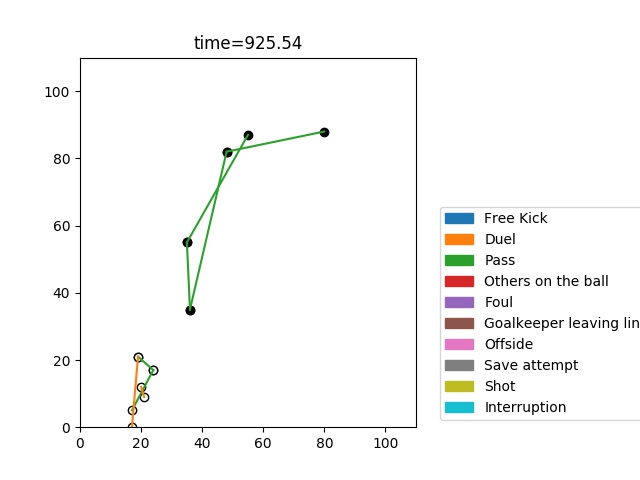 time=925.54
100
80
60
40
20
0
0 20 40 60 80 100
Free Kick
Duel
Pass
Others on the ball
Foul
Goalkeeper leaving lin
Offside
Save attempt
Shot
Interruption